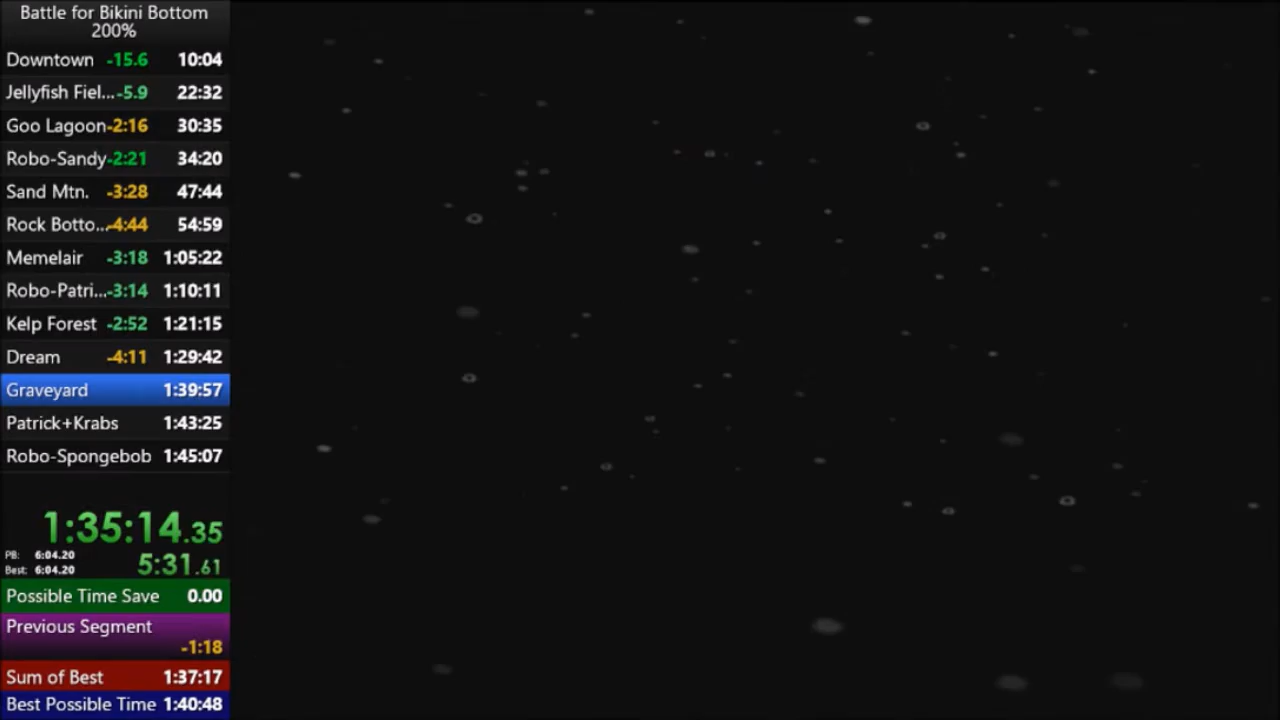 Battle for Bikini Bottom
200%
Downtown -15.6 10:04
Jellyfish Fiel... -5.9 22:32
Goo Lagoon -2:16 30:35
Robo-Sandy -2:21 34:20
Sand Mtn. -3:28 47:44
Rock Botto... -4:44 54:59
Memelair -3:18 1:05:22
Robo-Patri... -3:14 1:10:11
Kelp Forest -2:52 1:21:15
Dream -4:11 1:29:42
Graveyard 1:39:57
Patrick+Krabs 1:43:25
Robo-Spongebob 1:45:07
1:35:14.35
PB: 6:04.20
Best: 6:04.20
5:31.61
Possible Time Save 0.00
Previous Segment
-1:18
Sum of Best 1:37:17
Best Possible Time 1:40:48